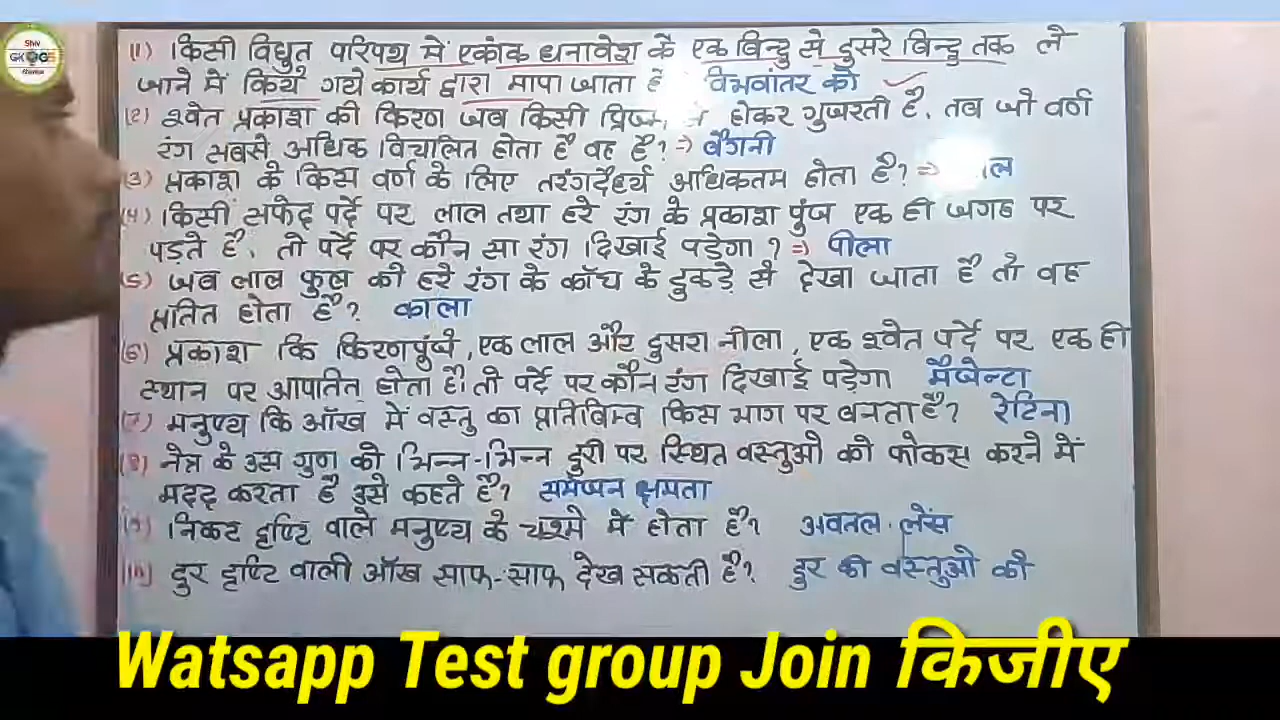 Shiv
GK
(1) किसी विधुत परिपथ में एकांक धनावेश के एक बिन्दु से दुसरे बिन्दु तक ले
जाने में किये गये कार्य द्वारा मापा जाता है विभवांतर को
(2) श्वेत प्रकाश की किरण जब किसी होकर गुजरती है, तब जो वर्ण
रंग सबसे अधिक विचलित होता है वह है? => बैगनी
(3) प्रकाश के किस वर्ण के लिए तरंगदैर्ध्य अधिकतम होता है? =>
(4) किसी सफेद पर्दे पर लाल तथा हरे रंग के प्रकाश पुंज एक ही जगह पर
पड़ते है, तो पर्दे पर कौन सा रंग दिखाई पड़ेगा ? => पीला
(5) जब लाल फुल को हरे रंग के काँच के टुकड़े से देखा जाता है तो वह
प्रतित होता है? काला
(6) प्रकाश कि किरणपुंजे, एक लाल और दुसरा नीला, एक श्वेत पर्दे पर एक ही
स्थान पर आपतित होता है। तो पर्दे पर कौन रंग दिखाई पड़ेगा मैजेन्टा
(7) मनुष्य कि आँख में वस्तु का प्रतिबिम्ब किस भाग पर बनता है? रेटिना
(8) नेत्र के उस गुण को भिन्न-भिन्न दुरी पर स्थित वस्तुओ को फोकस करने में
मदद करता है उसे कहते है? समंजन क्षमता
(9) निकट दृष्टि वाले मनुष्य के चश्मे में होता है? अवतल लेंस
(10) दुर दृष्टि वाली आँख साफ-साफ देख सकती है? दुर की वस्तुओ को
Watsapp Test group Join किजीए